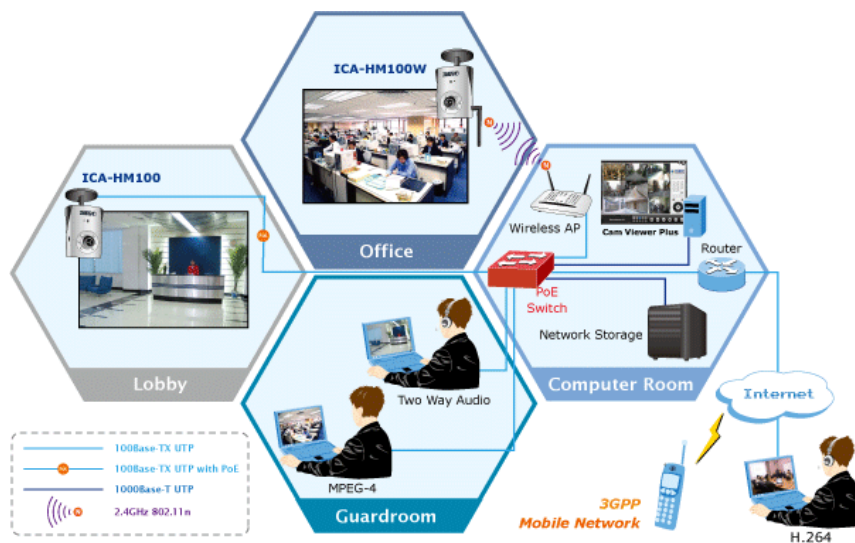 ICA-HM100W
ICA-HM100
Office
Lobby
Wireless AP
Cam Viewer Plus
Router
PoE
Switch
Network Storage
Computer Room
Two Way Audio
MPEG-4
Guardroom
Internet
3GPP
Mobile Network
H.264
100Base-TX UTP
100Base-TX UTP with PoE
1000Base-T UTP
2.4GHz 802.11n